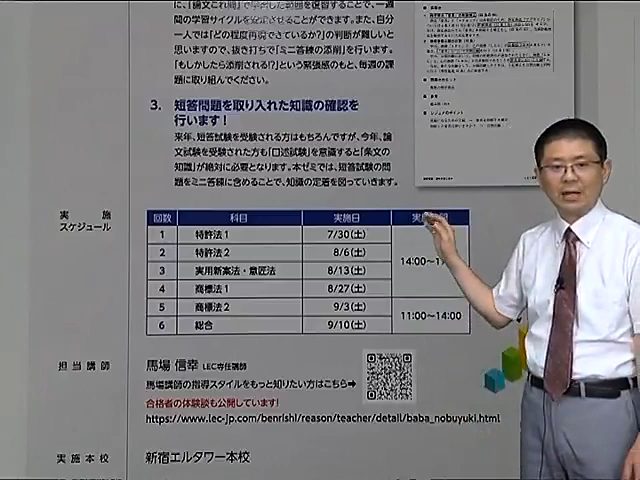 に、「論文これ問」で学習した範囲を復習することで、一週
間の学習サイクルを安定させることができます。また、自分
一人では「どの程度再現できているか?」の判断が難しいと
思いますので、抜き打ちで「ミニ答練の添削」を行います。
「もしかしたら添削される!?」という緊張感のもと、毎週の課
題に取り組んでください。
3. 短答問題を取り入れた知識の確認を
行います!
来年、短答試験を受験される方はもちろんですが、今年、論
文試験を受験された方も「口述試験」を意識すると「条文の
知識」が絶対に必要となります。本ゼミでは、短答試験の問
題をミニ答練に含めることで、知識の定着を図っていきます。
実施
スケジュール
回数 科目 実施日
1 特許法1 7/30(土)
2 特許法2 8/6(土)
3 実用新案法・意匠法 8/13(土)
14:00~
4 商標法1 8/27(土)
5 商標法2 9/3(土)
11:00~14:00
6 総合 9/10(土)
担当講師
馬場 信幸 LEC専任講師
馬場講師の指導スタイルをもっと知りたい方はこちら➡
合格者の体験談も公開しています!
https://www.lec-jp.com/benrishi/reason/teacher/detail/baba_nobuyuki.html
実施本校 新宿エルタワー本校